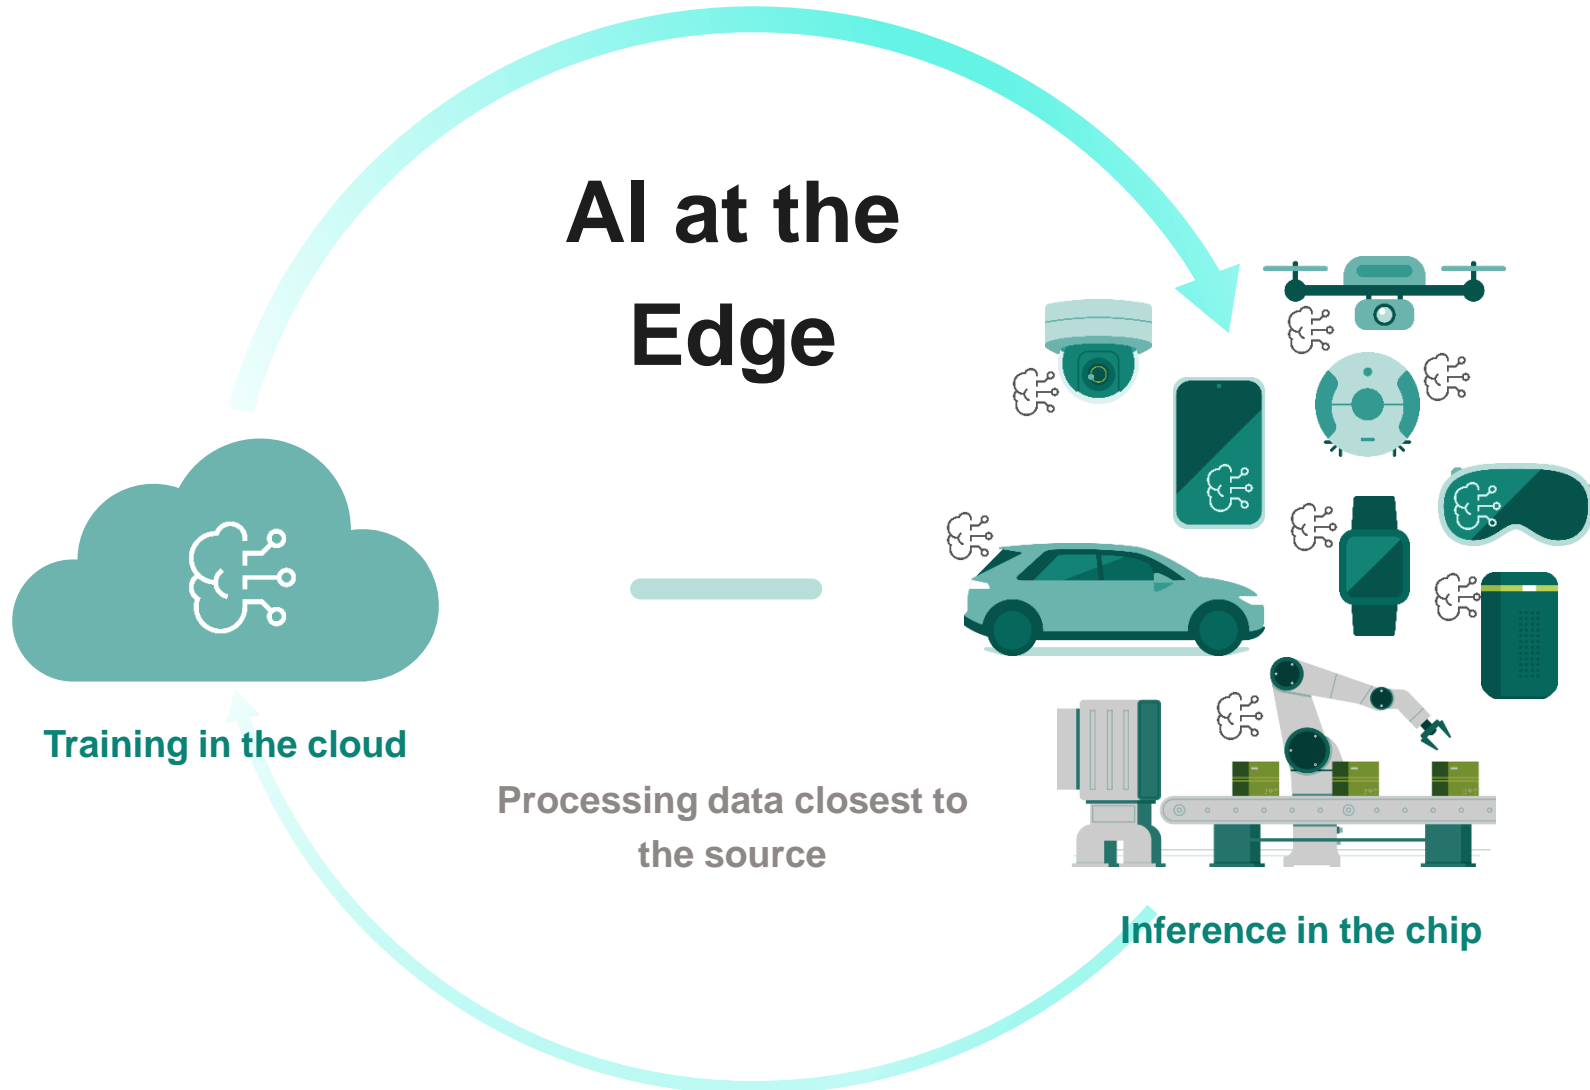 AI at the
Edge
Training in the cloud
Processing data closest to
the source
Inference in the chip